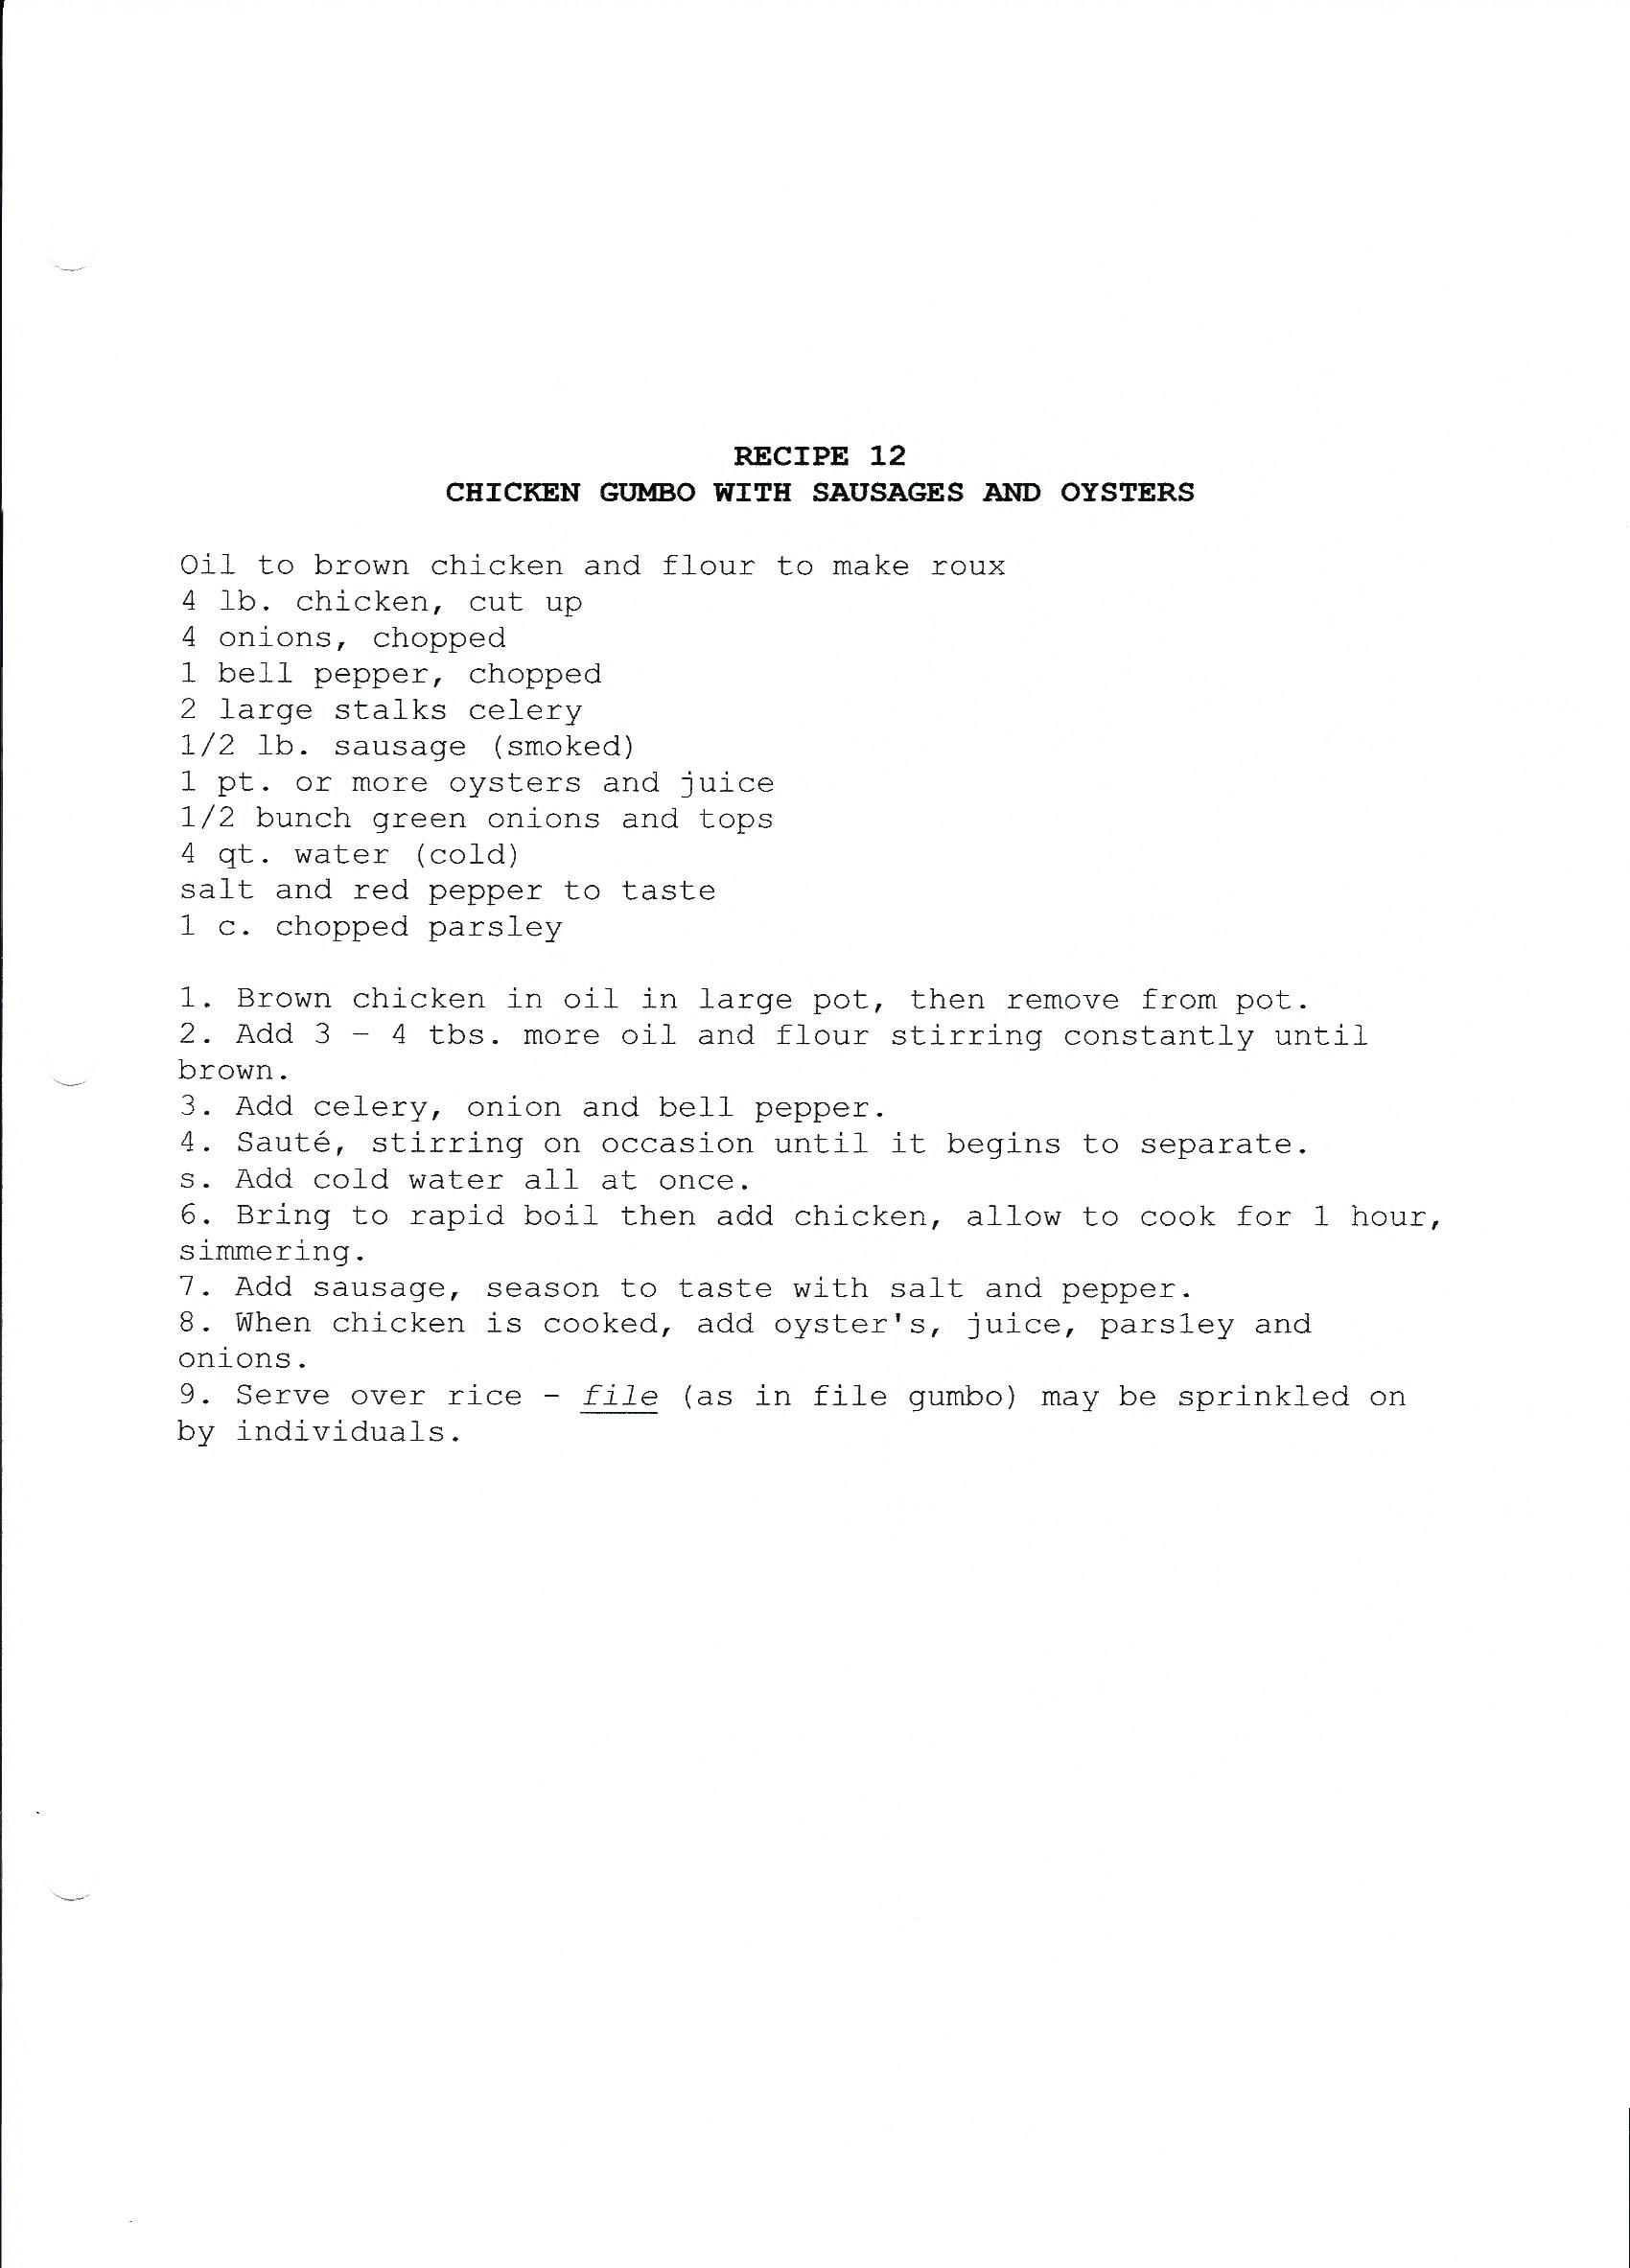 RECIPE 12
CHICKEN GUMBO WITH SAUSAGES AND OYSTERS
Oil to brown chicken and flour to make roux
4 lb. chicken, cut up
4 onions, chopped
1 bell pepper, chopped
2 large stalks celery
1/2 lb. sausage (smoked)
1 pt. or more oysters and juice
1/2 bunch green onions and tops
4 qt. water (cold)
salt and red pepper to taste
1 c. chopped parsley
1. Brown chicken in oil in large pot, then remove from pot.
2. Add 3 - 4 tbs. more oil and flour stirring constantly until
brown.
3. Add celery, onion and bell pepper.
4. Sauté, stirring on occasion until it begins to separate.
s. Add cold water all at once.
6. Bring to rapid boil then add chicken, allow to cook for 1 hour,
simmering.
7. Add sausage, season to taste with salt and pepper.
8. When chicken is cooked, add oyster's, juice, parsley and
onions.
9. Serve over rice - file (as in file gumbo) may be sprinkled on
by individuals.